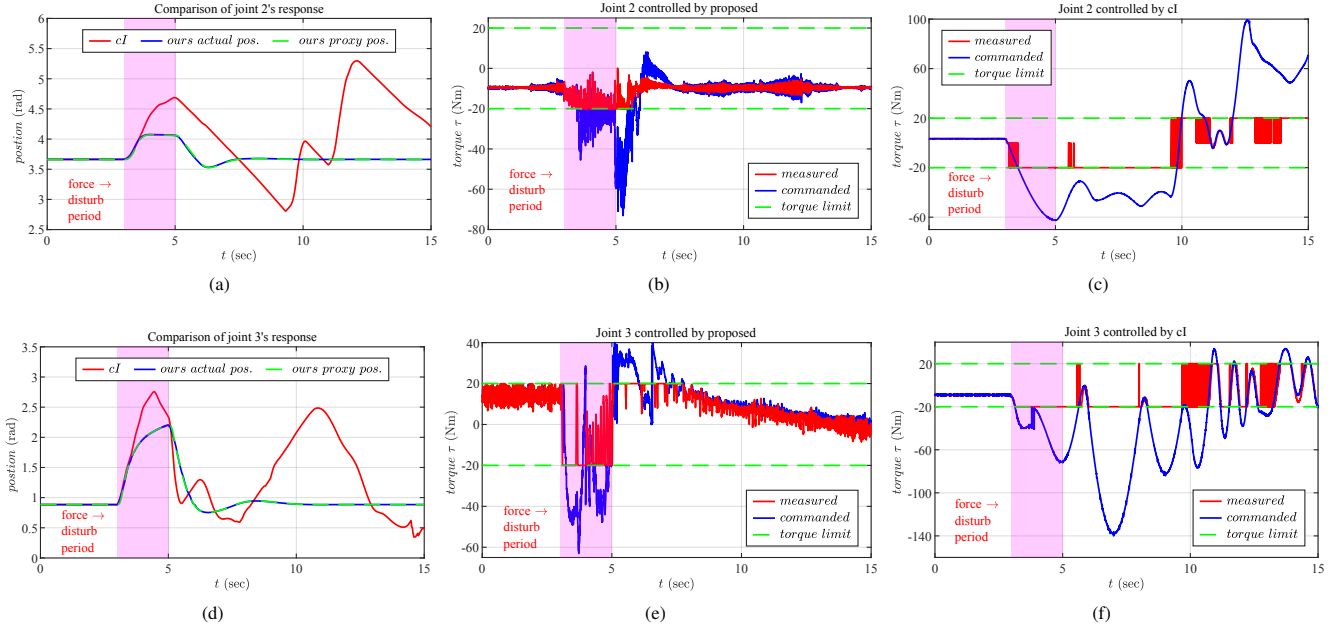 Comparison of joint 2's response
cI ours actual pos. ours proxy pos.
6
5.5
5
4.5
4
3.5
3
2.5
postion (rad)
force →
disturb
period
0 5 10 15
t (sec)
(a)
Joint 2 controlled by proposed
20
0
-20
-40
-60
-80
torque τ (Nm)
force →
disturb
period
measured
commanded
torque limit
0 5 10 15
t (sec)
(b)
Joint 2 controlled by cI
100
60
20
-20
-60
torque τ (Nm)
measured
commanded
torque limit
force →
disturb
period
0 5 10 15
t (sec)
(c)
Comparison of joint 3's response
cI ours actual pos. ours proxy pos.
3.5
3
2.5
2
1.5
1
0.5
0
postion (rad)
force →
disturb
period
0 5 10 15
t (sec)
(d)
Joint 3 controlled by proposed
40
20
0
-20
-40
-60
torque τ (Nm)
force →
disturb
period
measured
commanded
torque limit
0 5 10 15
t (sec)
(e)
Joint 3 controlled by cI
20
-20
-60
-100
-140
torque τ (Nm)
force →
disturb
period
measured
commanded
torque limit
0 5 10 15
t (sec)
(f)